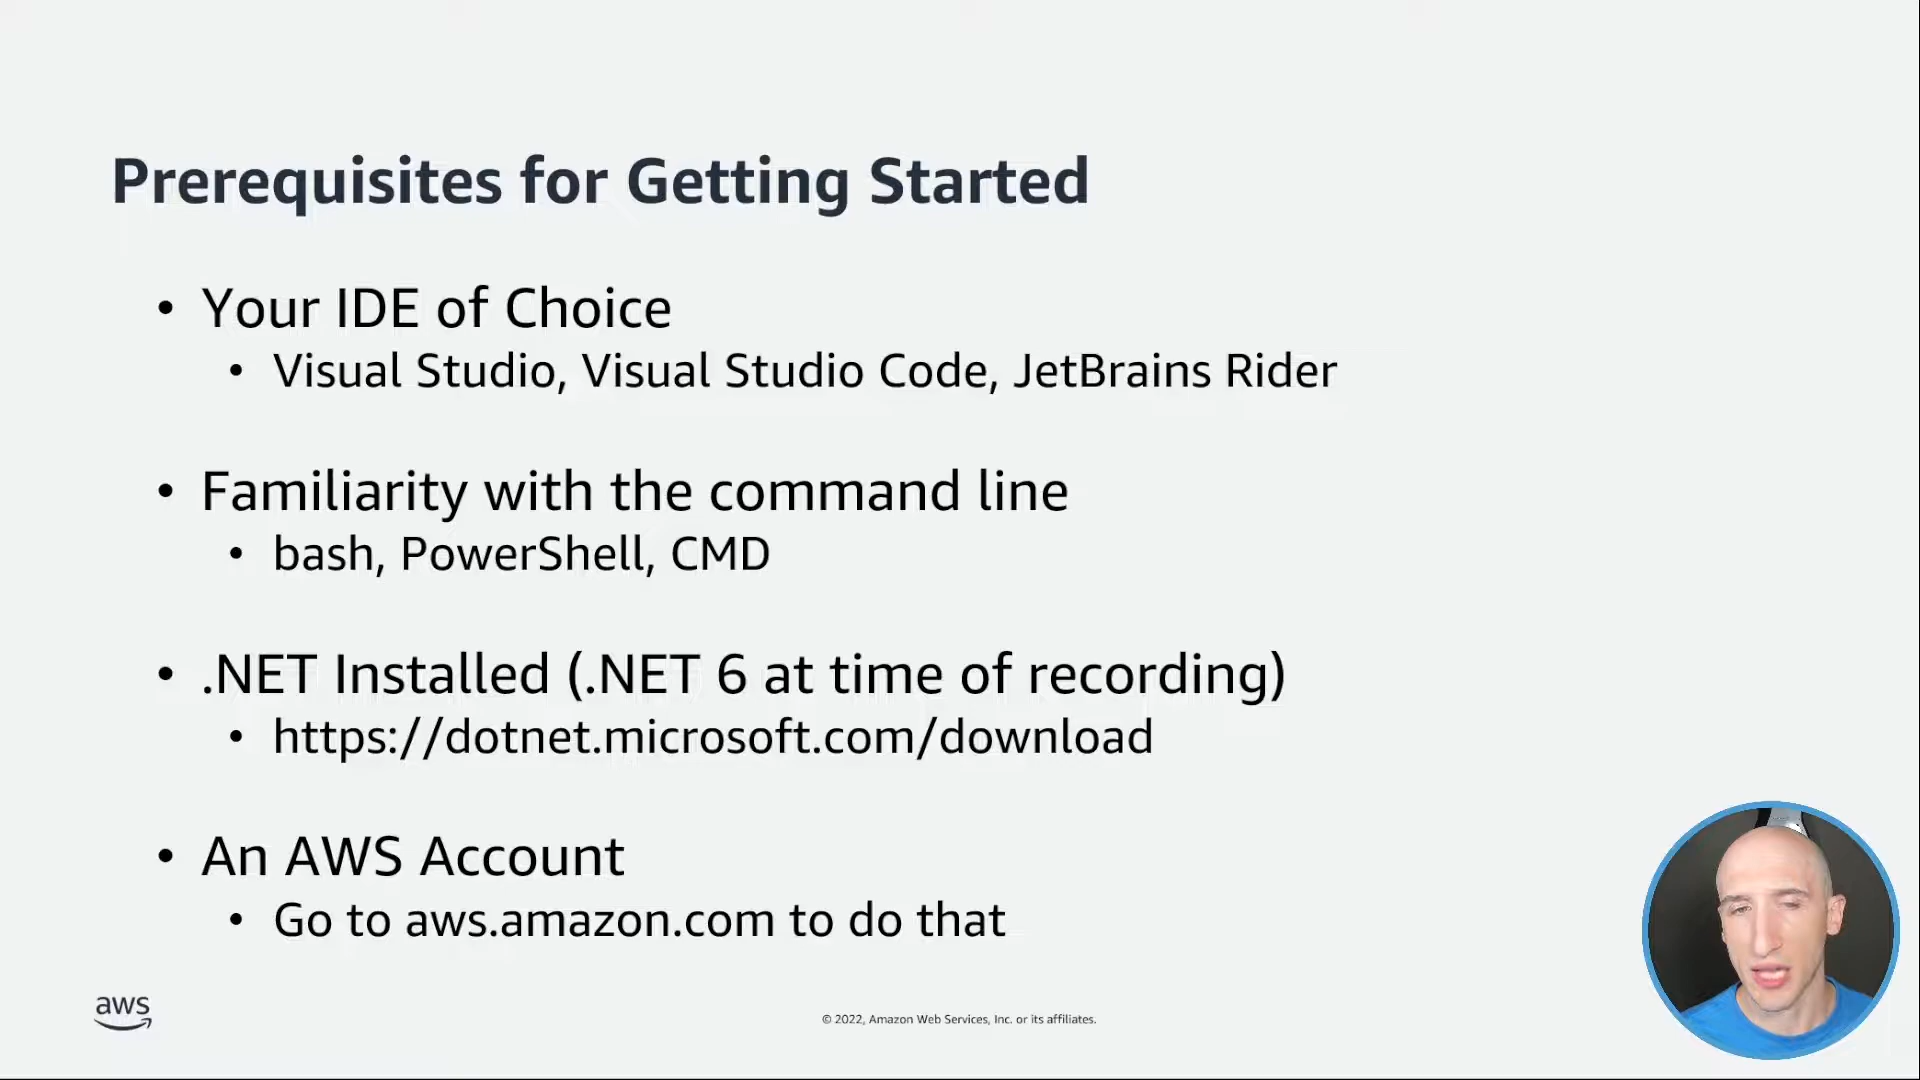 Prerequisites for Getting Started
• Your IDE of Choice
• Visual Studio, Visual Studio Code, JetBrains Rider
• Familiarity with the command line
• bash, PowerShell, CMD
• .NET Installed (.NET 6 at time of recording)
• https://dotnet.microsoft.com/download
• An AWS Account
• Go to aws.amazon.com to do that
aws
© 2022, Amazon Web Services, Inc. or its affiliates.